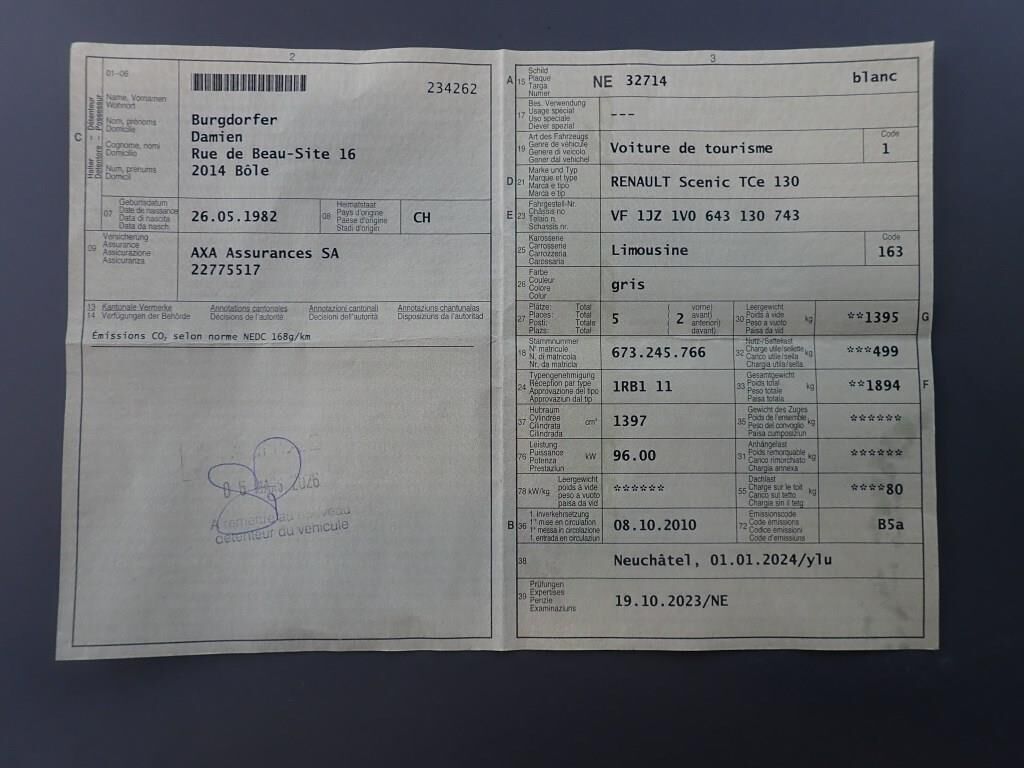 2
01-06
234262
C
Halter Détenteur
Detentore Possessur
Name, Vornamen
Wohnort
Nom, prénoms
Domicile
Cognome, nomi
Domicilio
Num, prenums
Domicil
Burgdorfer
Damien
Rue de Beau-Site 16
2014 Bôle
07
Geburtsdatum
Date de naissance
Data di nascita
Data da nasch.
26.05.1982
08
Heimatstaat
Pays d'origine
Paese d'origine
Stadi d'origin
CH
09
Versicherung
Assurance
Assicurazione
Assicuranza
AXA Assurances SA
22775517
13 Kantonale Vermerke Annotations cantonales Annotazioni cantonali Annotaziuns chantunalas
14 Verfügungen der Behörde Décisions de l'autorité Decisioni dell'autorità Disposiziuns da l'autoritad
Émissions CO₂ selon norme NEDC 168g/km
2026
A remettre au nouveau
détenteur du véhicule
3
A 15
Schild
Plaque
Targa
Numer
NE 32714 blanc
17
Bes. Verwendung
Usage spécial
Uso speciale
Diever spezial
---
19
Art des Fahrzeugs
Genre de véhicule
Genere di veicolo
Gener dal vehichel
Voiture de tourisme
Code
1
D 21
Marke und Typ
Marque et type
Marca e tipo
Marca e tip
RENAULT Scenic TCe 130
E 23
Fahrgestell-Nr.
Châssis no
Telaio n.
Schassis nr.
VF 1JZ 1V0 643 130 743
25
Karosserie
Carrosserie
Carrozzeria
Carossaria
Limousine
Code
163
26
Farbe
Couleur
Colore
Colur
gris
27
Plätze: Total
Places: Total
Posti: Totale
Plazs: Total
5
( vorne)
2 avant)
( anteriori)
davant)
30
Leergewicht
Poids à vide
Peso a vuoto
Paisa da vid
kg
**1395
G
18
Stammnummer
N° matricule
N. di matricola
Nr. da matricla
673.245.766
32
Nutz-/Sattellast
Charge utile/sellette
Carico utile/sella
Chargia utila/sella
kg
***499
24
Typengenehmigung
Réception par type
Approvazione del tipo
Approvaziun dal tip
1RB1 11
33
Gesamtgewicht
Poids total
Peso totale
Paisa totala
kg
**1894
F
37
Hubraum
Cylindrée
Cilindrata
Cilindrada
cm³
1397
35
Gewicht des Zuges
Poids de l'ensemble
Peso del convoglio
Paisa cumposiziun
kg
******
76
Leistung
Puissance
Potenza
Prestaziun
kW
96.00
31
Anhängelast
Poids remorquable
Carico rimorchiato
Chargia annexa
kg
******
78 kW/kg
Leergewicht
poids à vide
peso a vuoto
paisa da vid
******
55
Dachlast
Charge sur le toit
Carico sul tetto
Chargia sin il tetg
kg
****80
B 36
1. Inverkehrsetzung
1re mise en circulation
1a messa in circolazione
1. entrada en circulaziun
08.10.2010
72
Emissionscode
Code émissions
Codice emissioni
Code d'emissiuns
B5a
38
Neuchâtel, 01.01.2024/ylu
39
Prüfungen
Expertises
Perizie
Examinaziuns
19.10.2023/NE